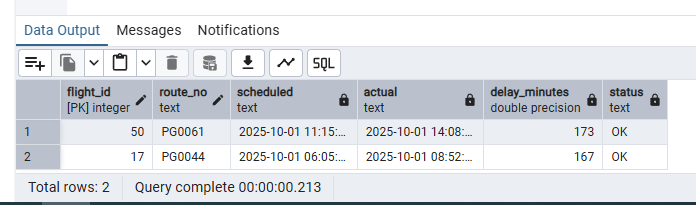 Data Output Messages Notifications
SQL
flight_id route_no scheduled actual delay_minutes status
[PK] integer text text text double precision text
1 50 PG0061 2025-10-01 11:15:... 2025-10-01 14:08:... 173 OK
2 17 PG0044 2025-10-01 06:05:... 2025-10-01 08:52:... 167 OK
Total rows: 2 Query complete 00:00:00.213